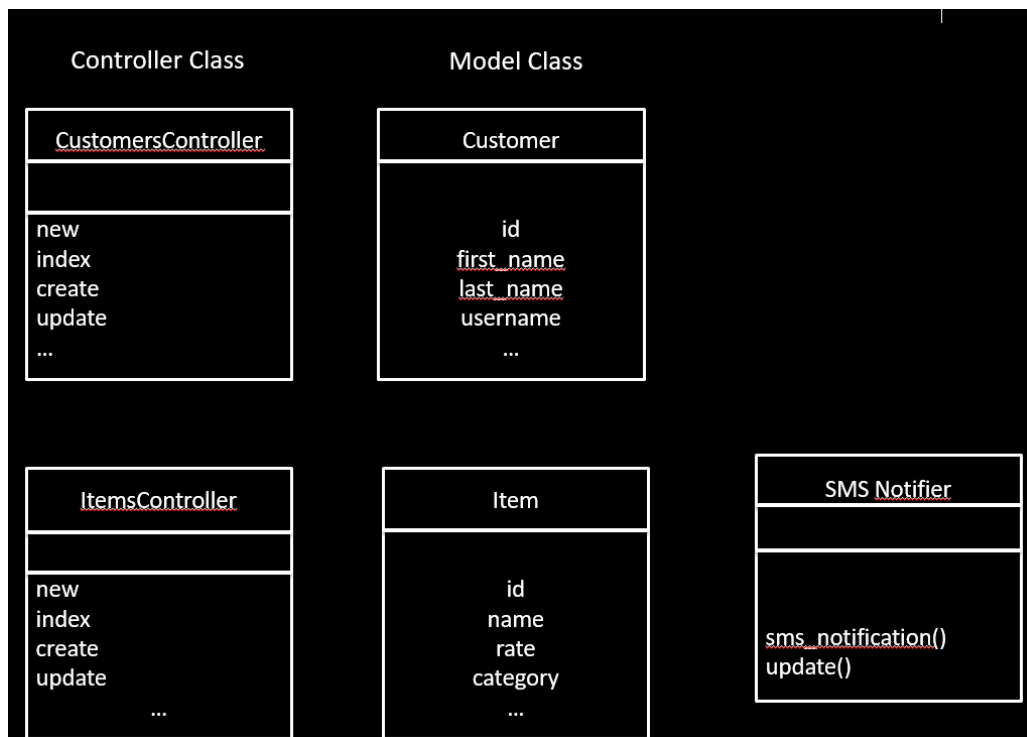 Controller Class
Model Class
CustomersController
new
index
create
update
...
Customer
id
first_name
last_name
username
...
ItemsController
new
index
create
update
...
Item
id
name
rate
category
...
SMS Notifier
sms_notification()
update()